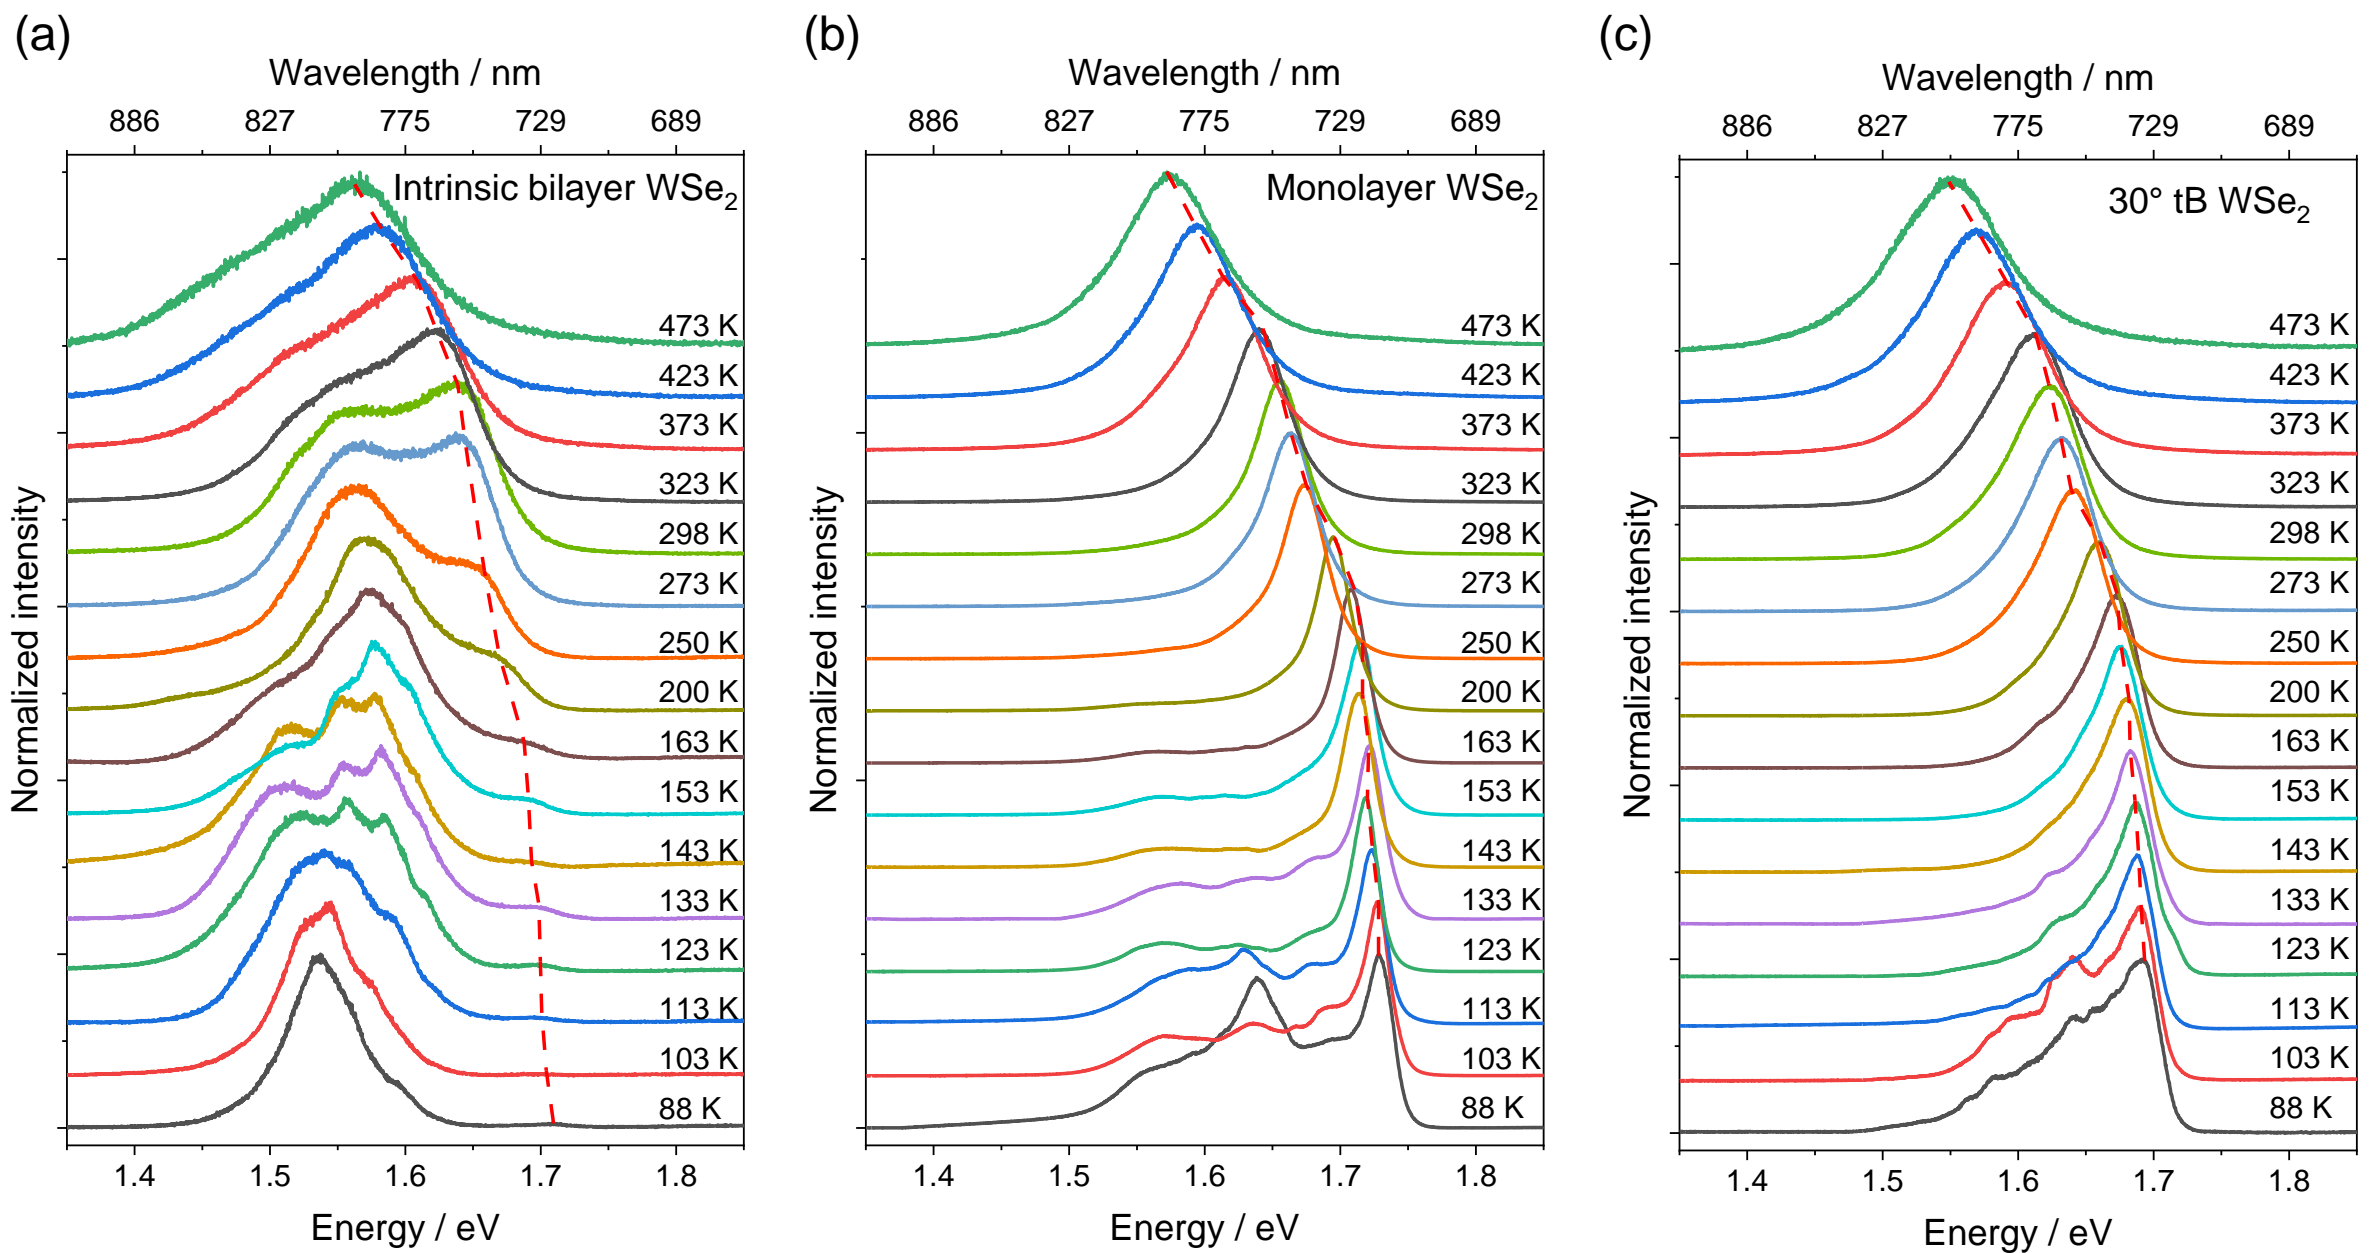 (a)
Wavelength / nm
886 827 775 729 689
Intrinsic bilayer WSe₂
473 K
423 K
373 K
323 K
298 K
273 K
250 K
200 K
163 K
153 K
143 K
133 K
123 K
113 K
103 K
88 K
Normalized intensity
1.4 1.5 1.6 1.7 1.8
Energy / eV
(b)
Wavelength / nm
886 827 775 729 689
Monolayer WSe₂
473 K
423 K
373 K
323 K
298 K
273 K
250 K
200 K
163 K
153 K
143 K
133 K
123 K
113 K
103 K
88 K
Normalized intensity
1.4 1.5 1.6 1.7 1.8
Energy / eV
(c)
Wavelength / nm
886 827 775 729 689
30° tB WSe₂
473 K
423 K
373 K
323 K
298 K
273 K
250 K
200 K
163 K
153 K
143 K
133 K
123 K
113 K
103 K
88 K
Normalized intensity
1.4 1.5 1.6 1.7 1.8
Energy / eV